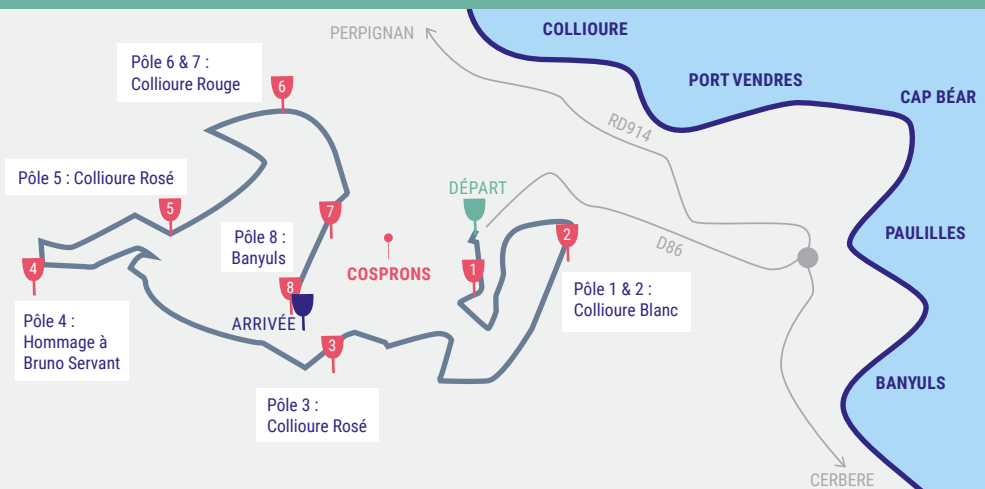 PERPIGNAN
COLLIOURE
PORT VENDRES
CAP BÉAR
RD914
Pôle 6 & 7 :
Collioure Rouge
6
Pôle 5 : Collioure Rosé
5
DÉPART
7
Pôle 8 :
Banyuls
COSPRONS
1
2
D86
PAULILLES
4
8
ARRIVÉE
Pôle 1 & 2 :
Collioure Blanc
Pôle 4 :
Hommage à
Bruno Servant
3
Pôle 3 :
Collioure Rosé
BANYULS
CERBERE